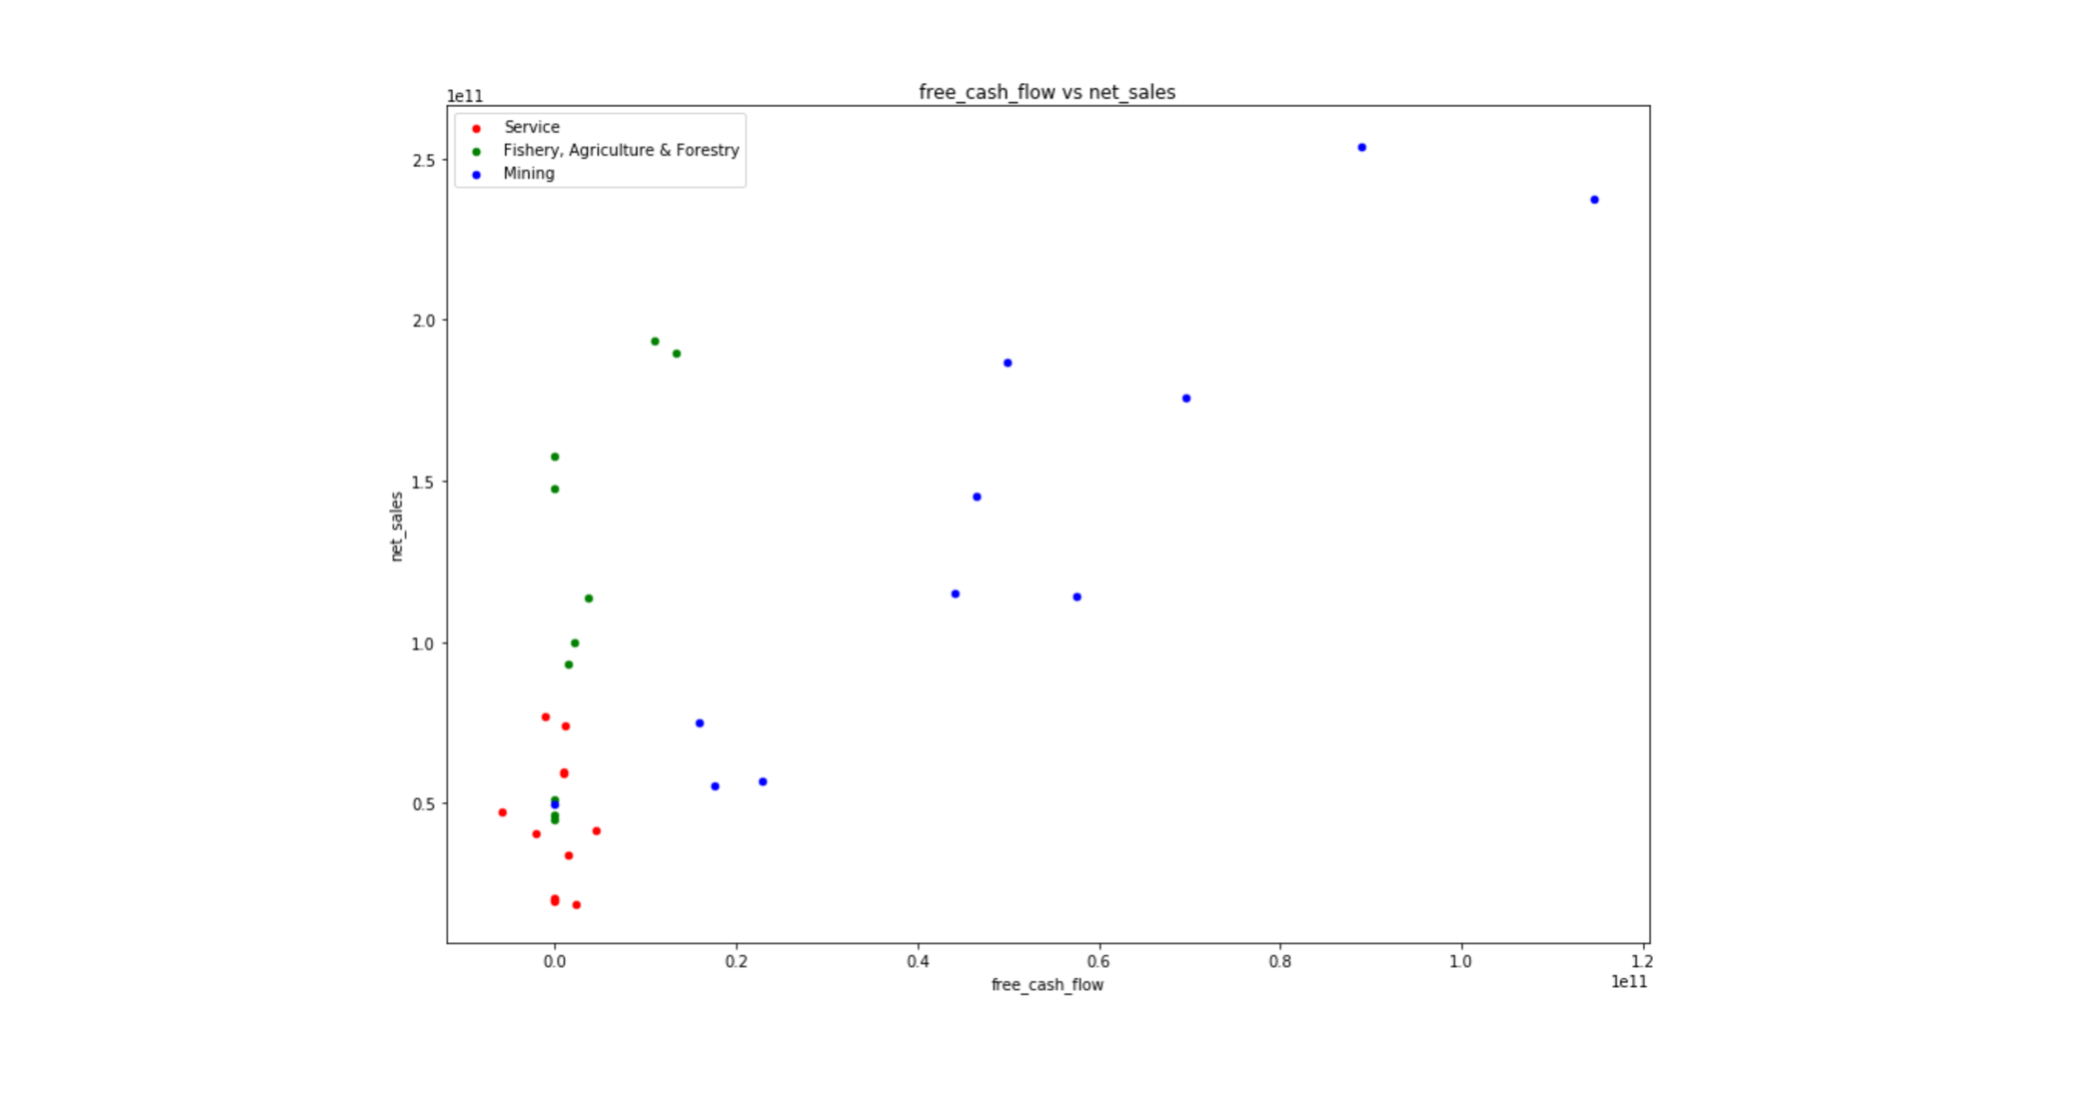 free_cash_flow vs net_sales
1e11
Service
Fishery, Agriculture & Forestry
Mining
2.5
2.0
1.5
1.0
0.5
net_sales
0.0 0.2 0.4 0.6 0.8 1.0 1.2
1e11
free_cash_flow